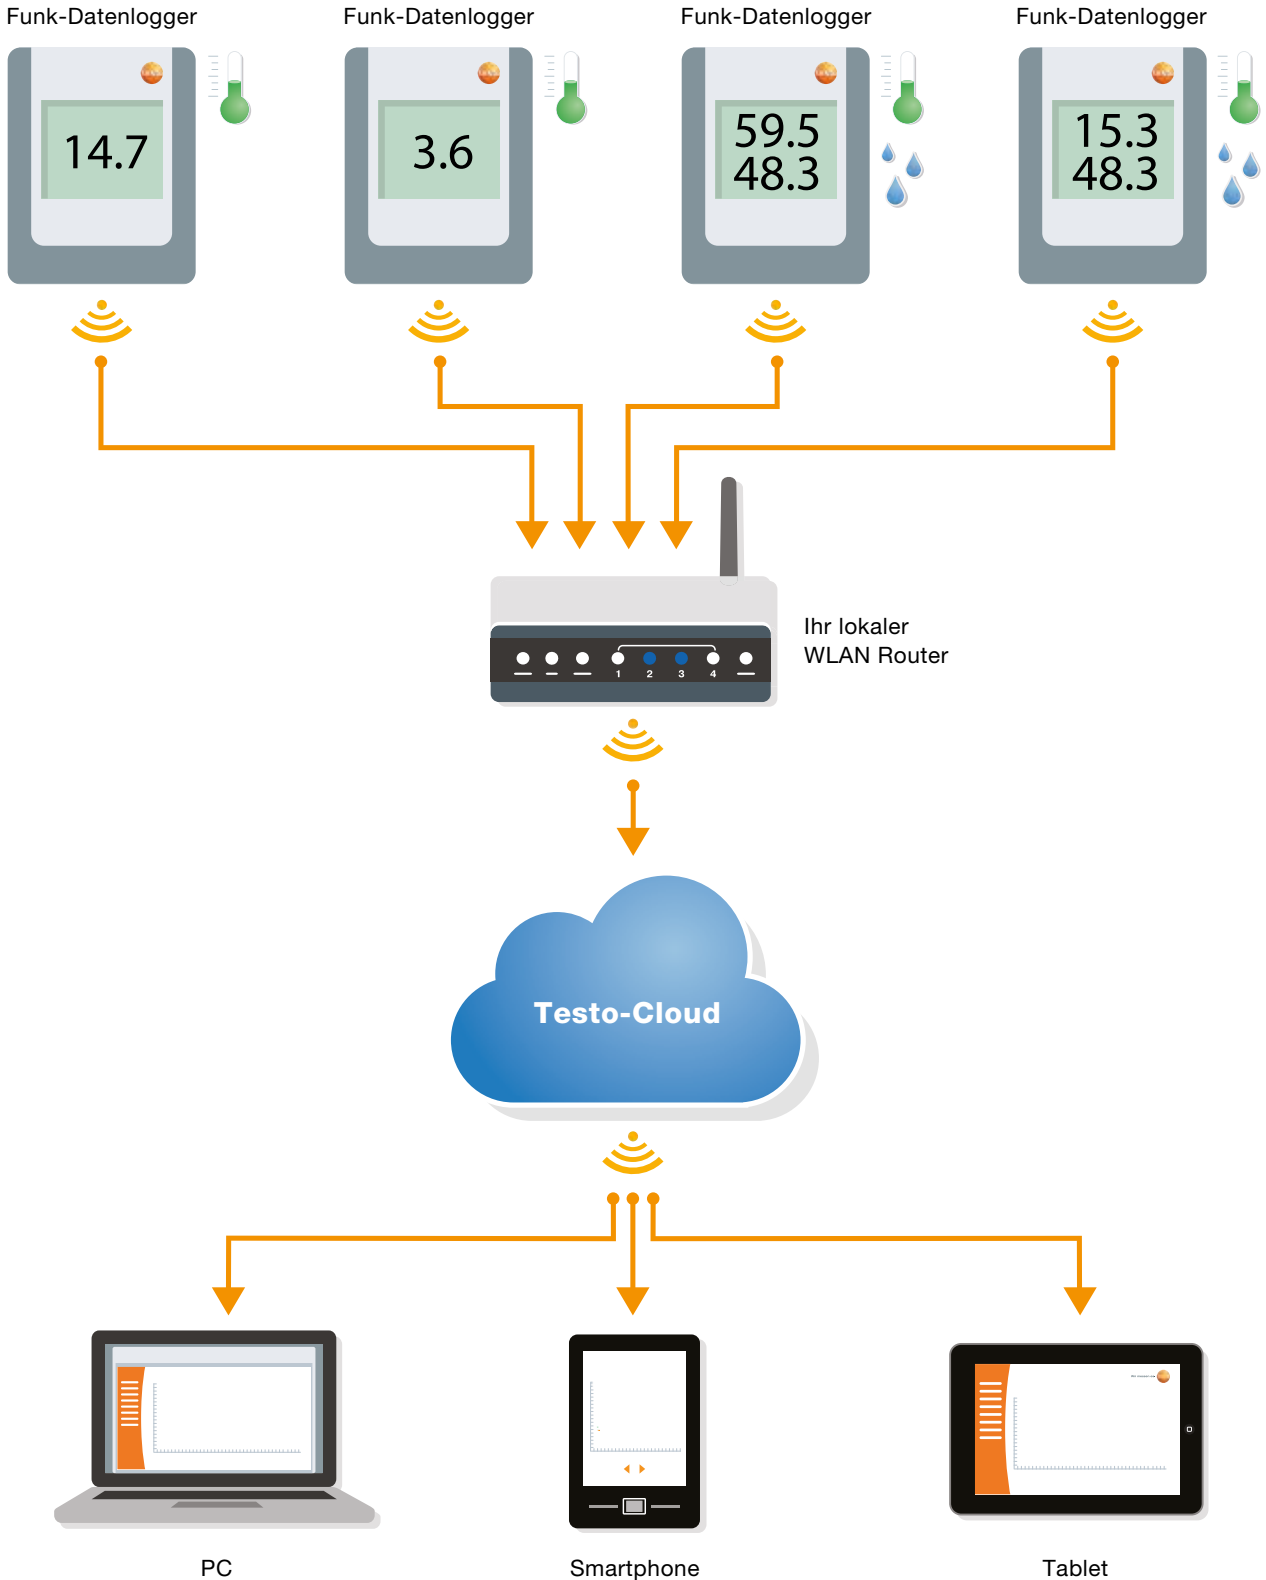 Funk-Datenlogger
Funk-Datenlogger
Funk-Datenlogger
Funk-Datenlogger
14.7
3.6
59.5
48.3
15.3
48.3
Ihr lokaler
WLAN Router
1 2 3 4
Testo-Cloud
PC
Smartphone
Tablet